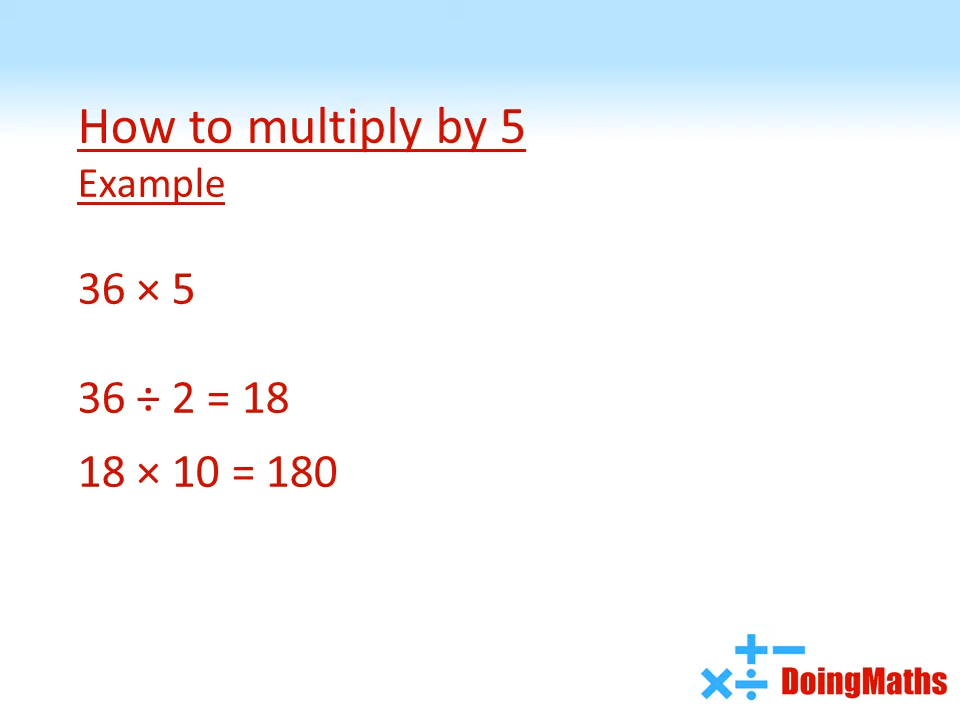 How to multiply by 5
Example
36 × 5
36 ÷ 2 = 18
18 × 10 = 180
DoingMaths